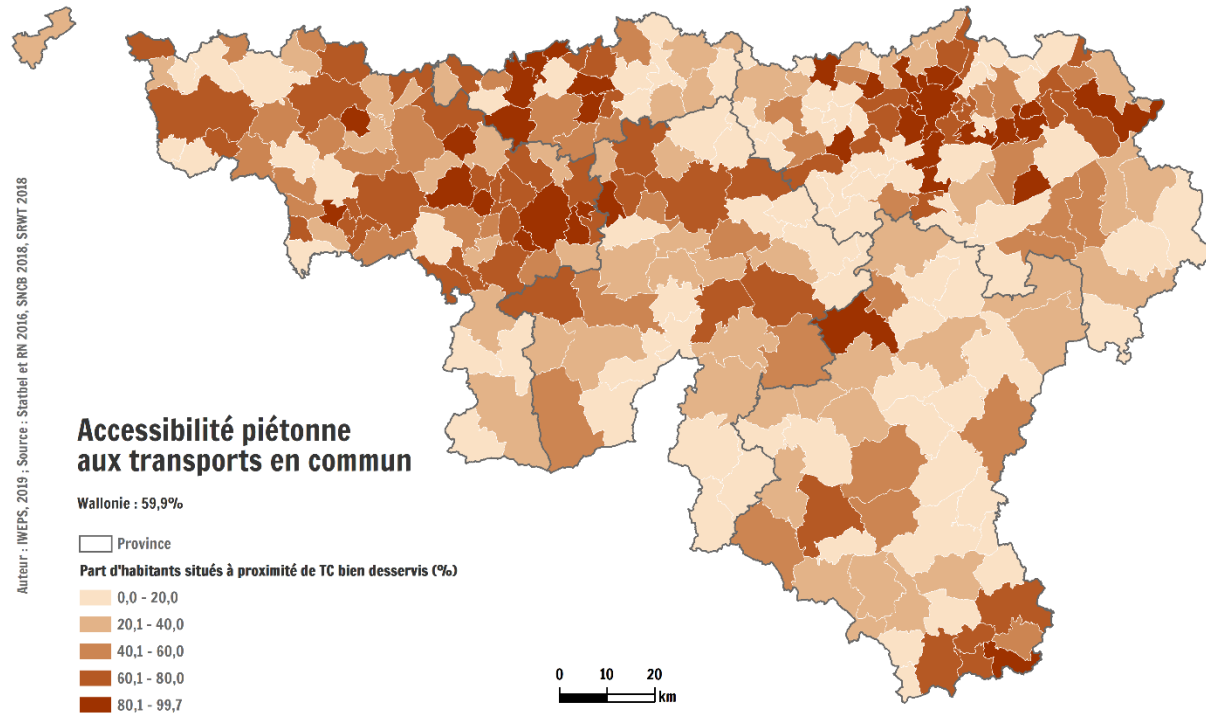 Auteur : IWEPS, 2019 ; Source : Statbel et RN 2016, SNCB 2018, SRWT 2018
Accessibilité piétonne
aux transports en commun
Wallonie : 59,9%
Province
Part d'habitants situés à proximité de TC bien desservis (%)
0,0 - 20,0
20,1 - 40,0
40,1 - 60,0
60,1 - 80,0
80,1 - 99,7
0 10 20
km